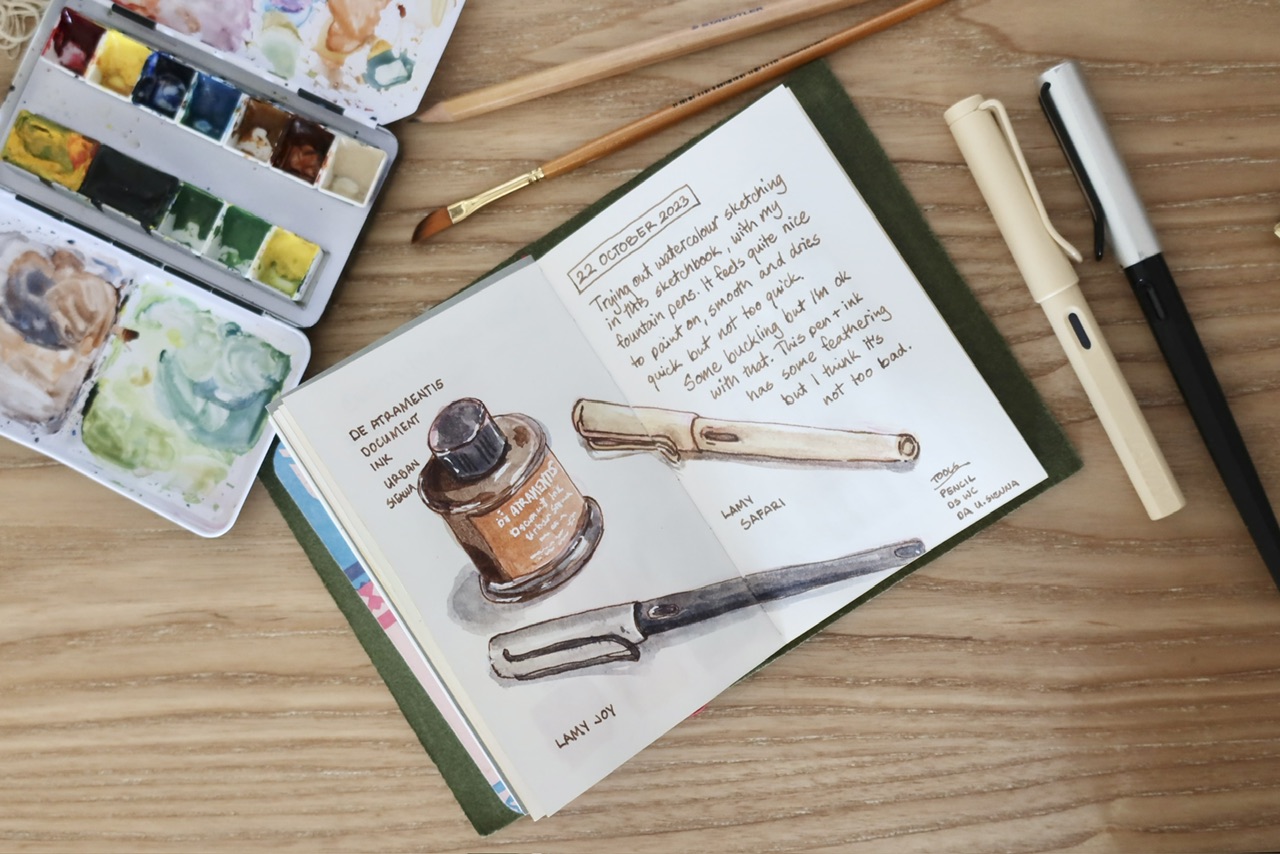 STAEDTLER
DE ATRAMENTIS
DOCUMENT
INK
URBAN
SIENNA
DE ATRAMENTIS
Document Ink
Urban Sienna
LAMY JOY
22 OCTOBER 2023
Trying out watercolour sketching
in this sketchbook, with my
fountain pens. It feels quite nice
to paint on, smooth and dries
quick but not too quick.
Some buckling but I'm ok
with that. This pen + ink
has some feathering
but I think it's
not too bad.
LAMY
SAFARI
TOOLS
PENCIL
DS WC
DA U.SIENNA